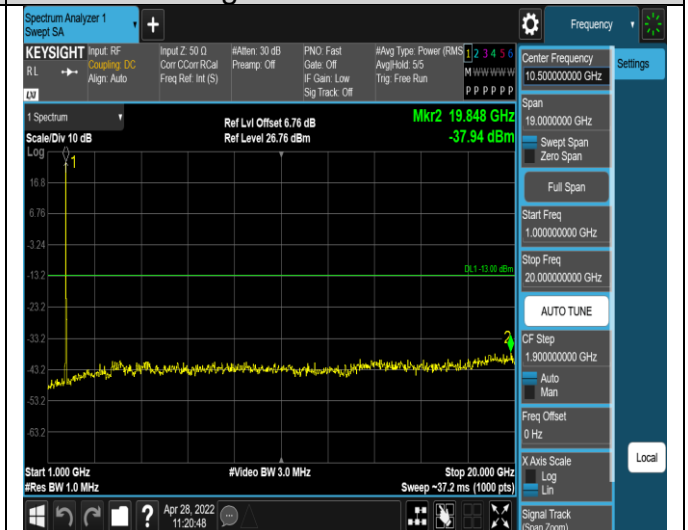 Spectrum Analyzer 1
Swept SA
+
Frequency
KEYSIGHT
RL
LXI
Input: RF
Coupling: DC
Align: Auto
Input Z: 50 Ω
Corr CCorr RCal
Freq Ref: Int (S)
#Atten: 30 dB
Preamp: Off
PNO: Fast
Gate: Off
IF Gain: Low
Sig Track: Off
#Avg Type: Power (RMS
Avg|Hold: 5/5
Trig: Free Run
1 2 3 4 5 6
M W W W W W
P P P P P P
1 Spectrum
Scale/Div 10 dB
Log
Ref Lvl Offset 6.76 dB
Ref Level 26.76 dBm
Mkr2 19.848 GHz
-37.94 dBm
1
16.8
6.76
-3.24
-13.2
DL1 -13.00 dBm
-23.2
-33.2
2
-43.2
-53.2
-63.2
Start 1.000 GHz
#Res BW 1.0 MHz
#Video BW 3.0 MHz
Stop 20.000 GHz
Sweep ~37.2 ms (1000 pts)
?
Apr 28, 2022
11:20:48
Center Frequency
10.500000000 GHz
Settings
Span
19.0000000 GHz
Swept Span
Zero Span
Full Span
Start Freq
1.000000000 GHz
Stop Freq
20.000000000 GHz
AUTO TUNE
CF Step
1.900000000 GHz
Auto
Man
Freq Offset
0 Hz
X Axis Scale
Log
Lin
Local
Signal Track
(Span Zoom)